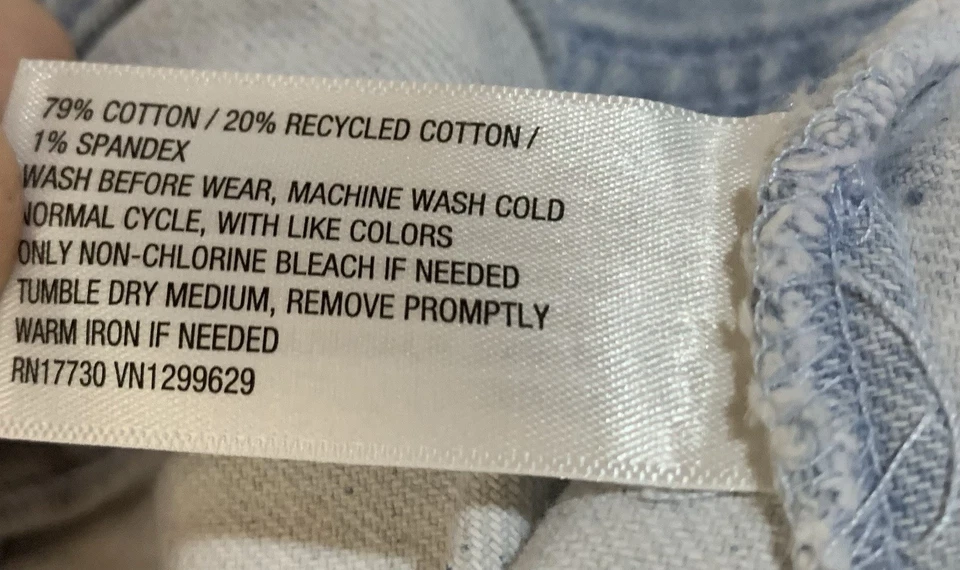 79% COTTON / 20% RECYCLED COTTON /
1% SPANDEX
WASH BEFORE WEAR, MACHINE WASH COLD
NORMAL CYCLE, WITH LIKE COLORS
ONLY NON-CHLORINE BLEACH IF NEEDED
TUMBLE DRY MEDIUM, REMOVE PROMPTLY
WARM IRON IF NEEDED
RN17730 VN1299629